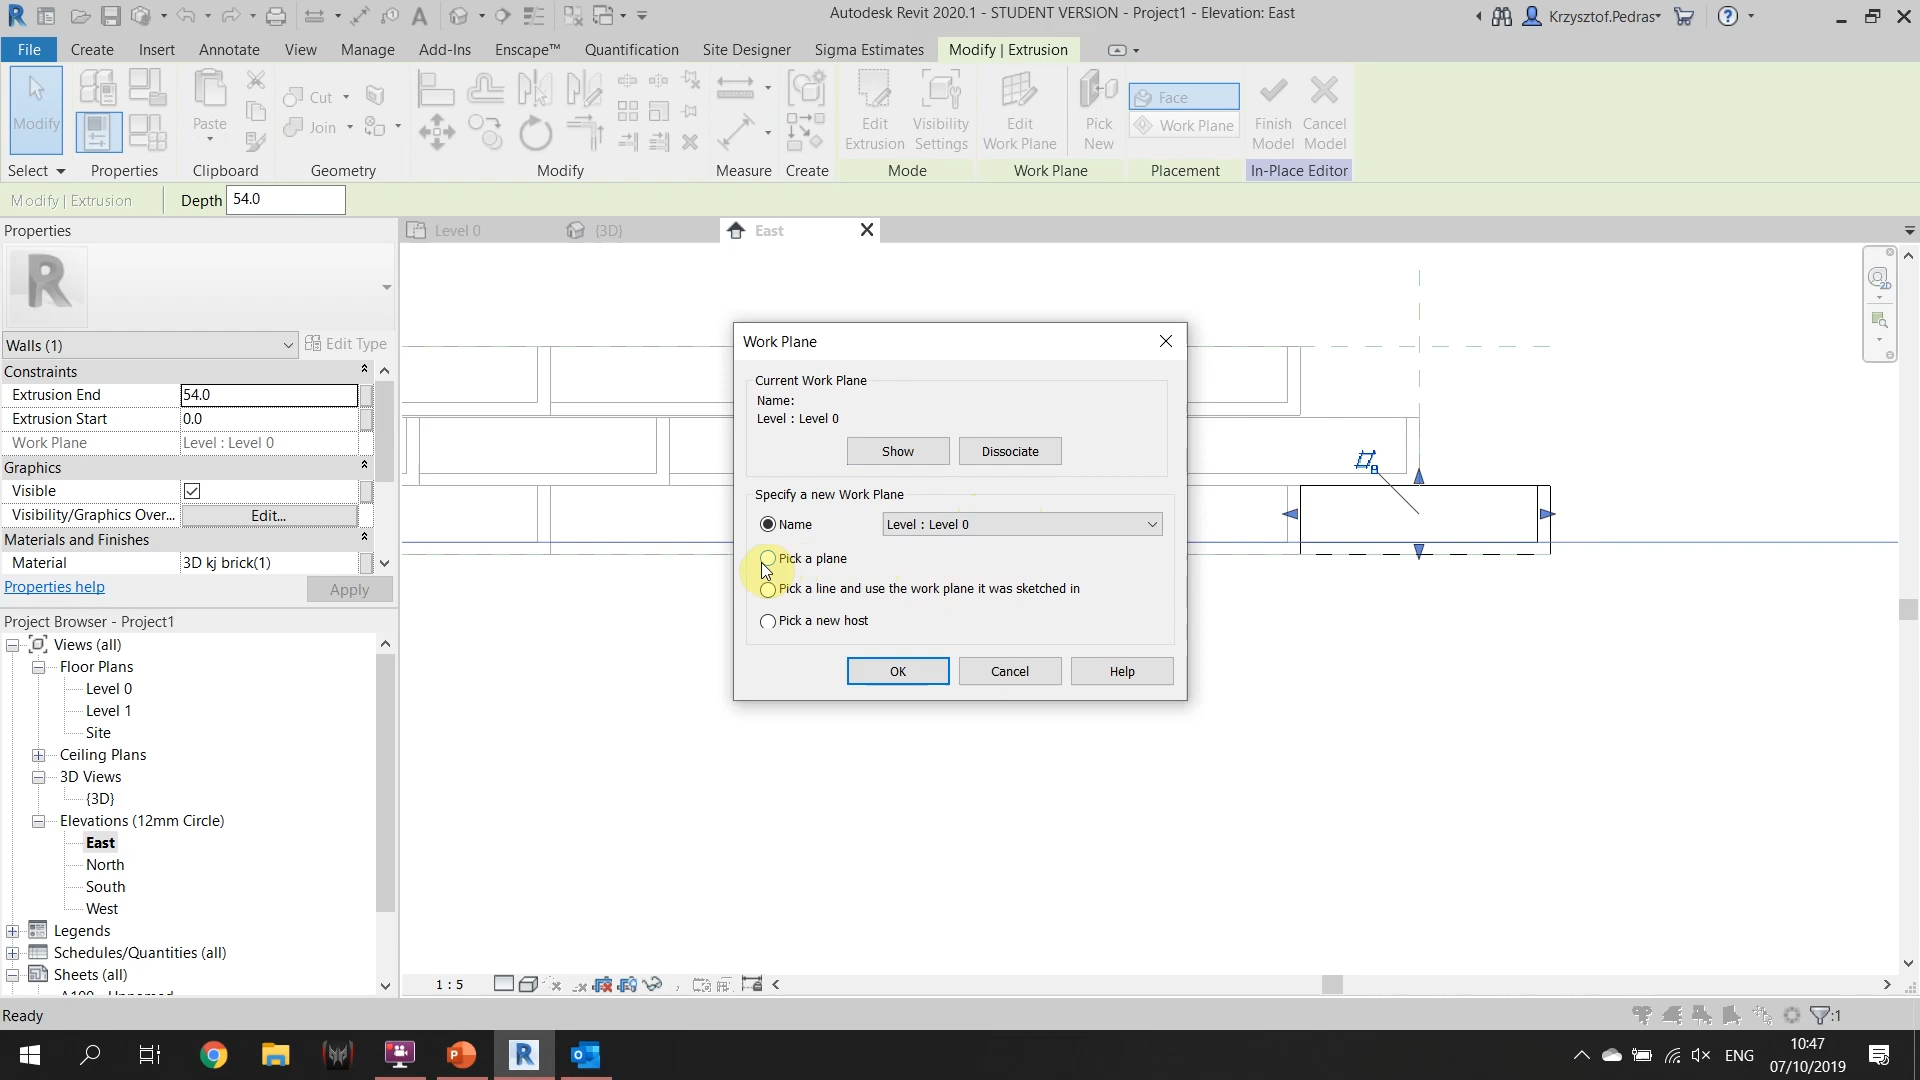 Autodesk Revit 2020.1 - STUDENT VERSION - Project1 - Elevation: East
Krzysztof.Pedras
File Create Insert Annotate View Manage Add-Ins Enscape™ Quantification Site Designer Sigma Estimates Modify | Extrusion
Modify
Paste
Cut
Join
Edit Extrusion
Visibility Settings
Edit Work Plane
Pick New
Face
Work Plane
Finish Model
Cancel Model
Select Properties Clipboard Geometry Modify Measure Create Mode Work Plane Placement In-Place Editor
Modify | Extrusion Depth 54.0
Properties
Level 0 {3D} East
Walls (1) Edit Type
Constraints
Extrusion End 54.0
Extrusion Start 0.0
Work Plane Level : Level 0
Graphics
Visible
Visibility/Graphics Over... Edit...
Materials and Finishes
Material 3D kj brick(1)
Properties help Apply
Project Browser - Project1
Views (all)
Floor Plans
Level 0
Level 1
Site
Ceiling Plans
3D Views
{3D}
Elevations (12mm Circle)
East
North
South
West
Legends
Schedules/Quantities (all)
Sheets (all)
Work Plane
Current Work Plane
Name:
Level : Level 0
Show Dissociate
Specify a new Work Plane
Name Level : Level 0
Pick a plane
Pick a line and use the work plane it was sketched in
Pick a new host
OK Cancel Help
1 : 5
Ready
:1
ENG
10:47
07/10/2019